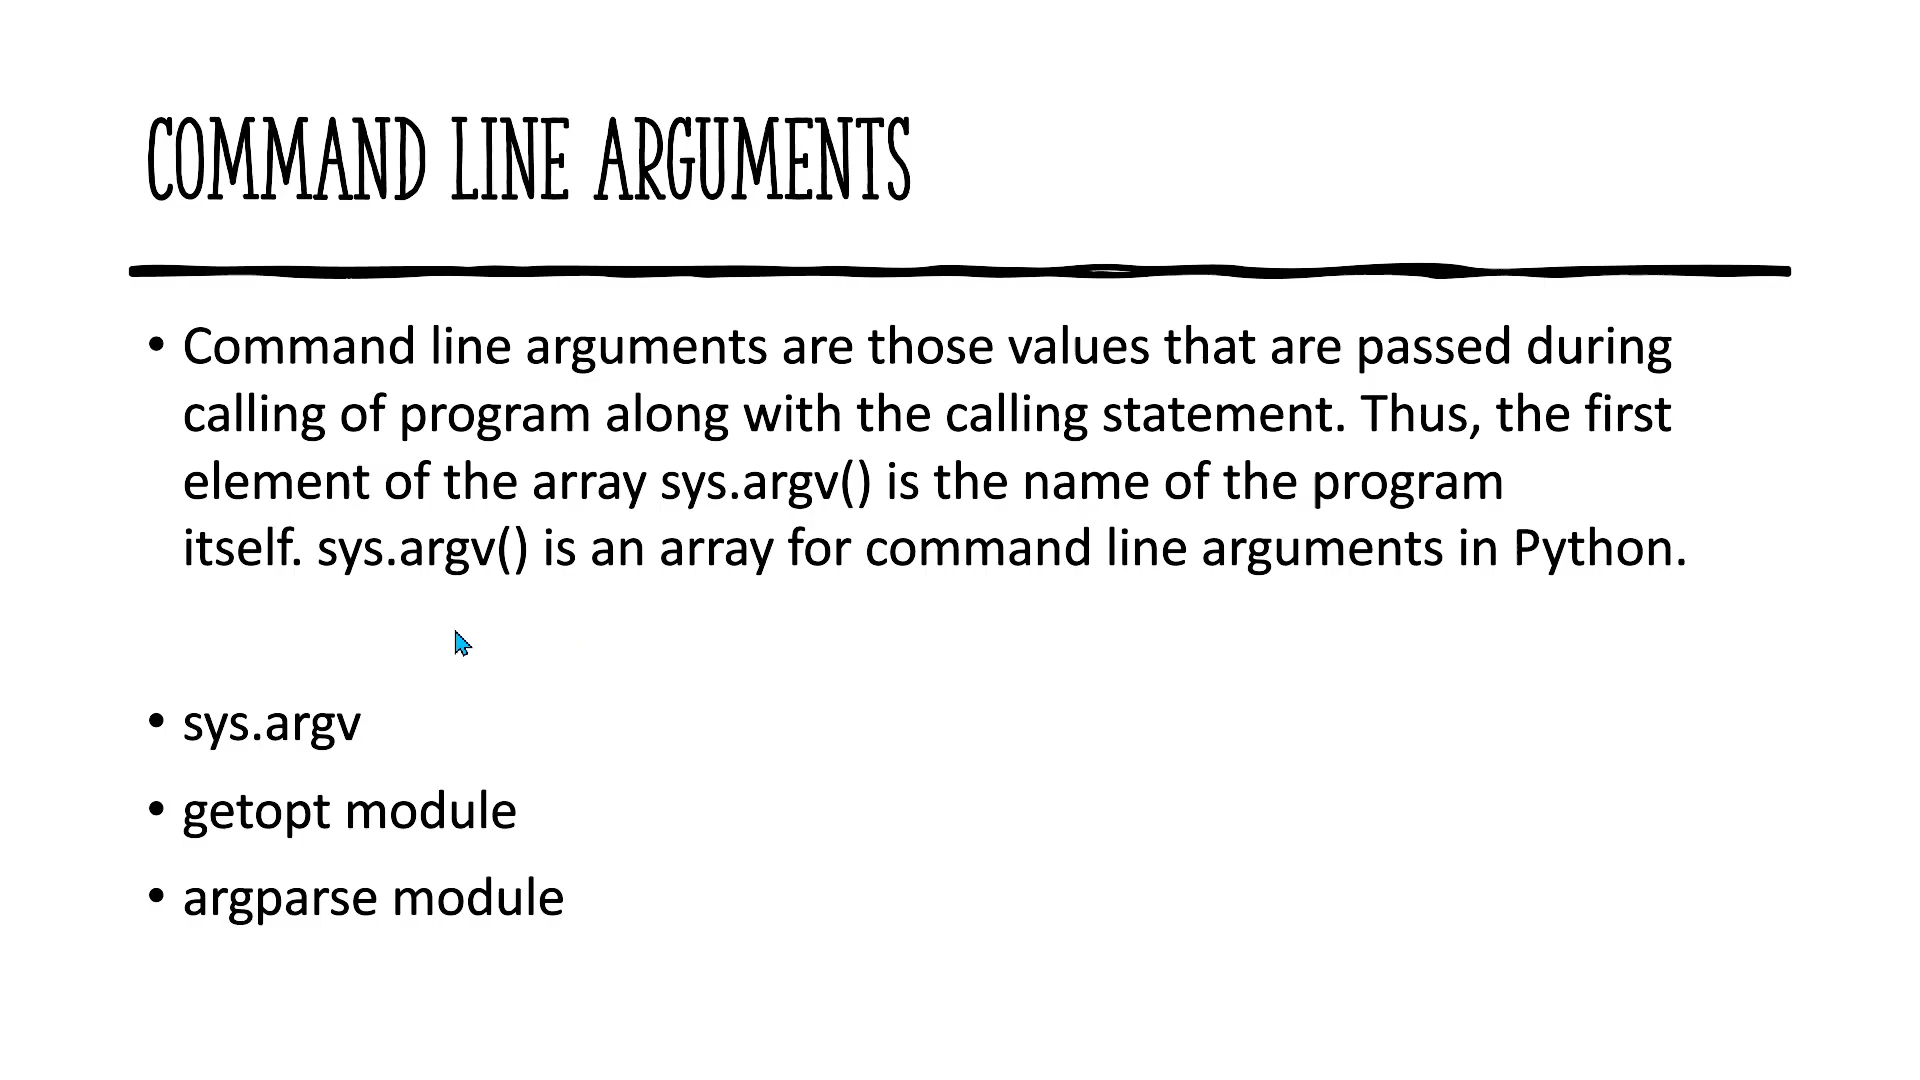 COMMAND LINE ARGUMENTS
• Command line arguments are those values that are passed during
calling of program along with the calling statement. Thus, the first
element of the array sys.argv() is the name of the program
itself. sys.argv() is an array for command line arguments in Python.
• sys.argv
• getopt module
• argparse module